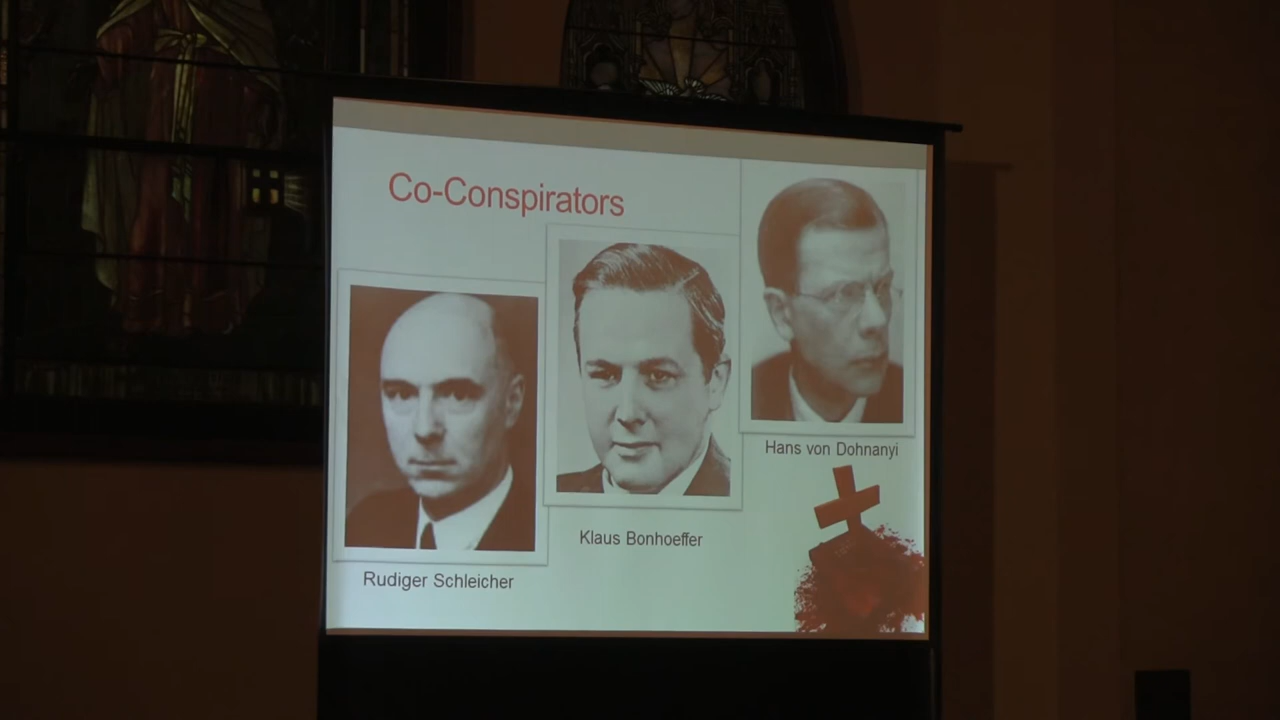 Co-Conspirators
Hans von Dohnanyi
Klaus Bonhoeffer
Rudiger Schleicher